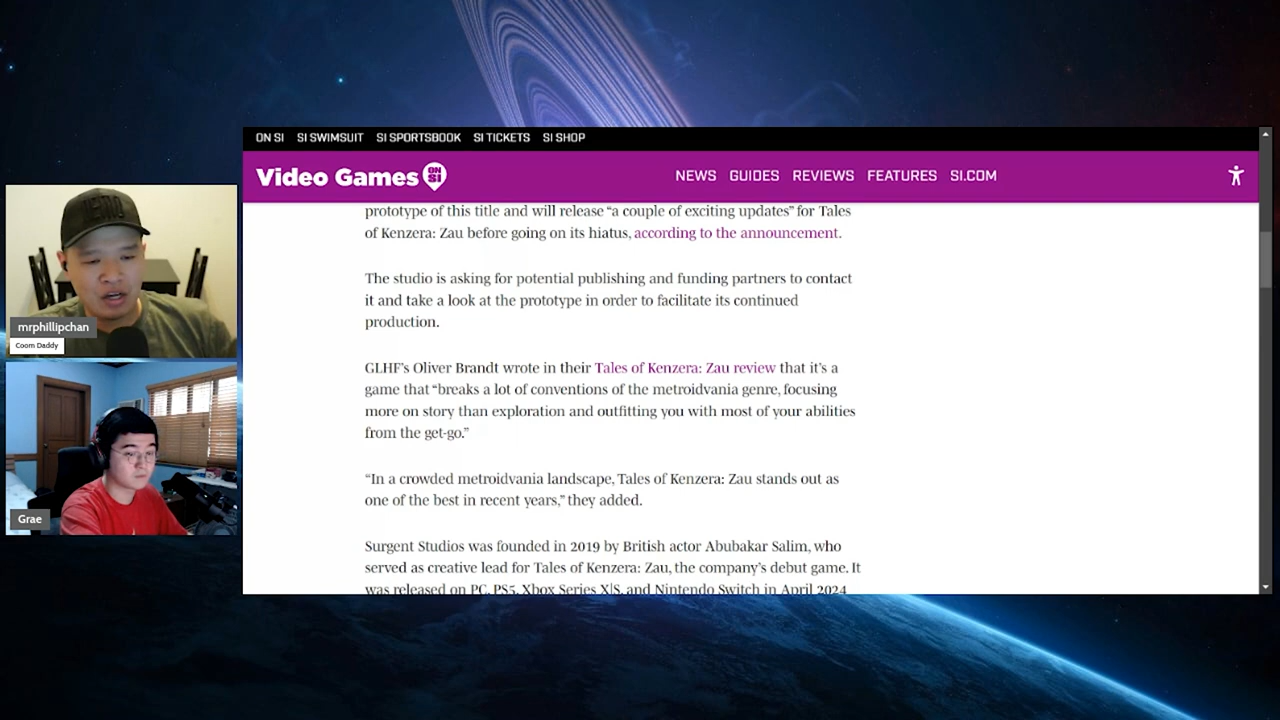 ON SI SI SWIMSUIT SI SPORTSBOOK SI TICKETS SI SHOP
Video Games ON SI
NEWS GUIDES REVIEWS FEATURES SI.COM
prototype of this title and will release “a couple of exciting updates” for Tales
of Kenzera: Zau before going on its hiatus, according to the announcement.
The studio is asking for potential publishing and funding partners to contact
it and take a look at the prototype in order to facilitate its continued
production.
GLHF’s Oliver Brandt wrote in their Tales of Kenzera: Zau review that it’s a
game that “breaks a lot of conventions of the metroidvania genre, focusing
more on story than exploration and outfitting you with most of your abilities
from the get-go.”
“In a crowded metroidvania landscape, Tales of Kenzera: Zau stands out as
one of the best in recent years,” they added.
Surgent Studios was founded in 2019 by British actor Abubakar Salim, who
served as creative lead for Tales of Kenzera: Zau, the company’s debut game. It
was released on PC, PS5, Xbox Series X|S, and Nintendo Switch in April 2024
mrphillipchan
Coom Daddy
Grae